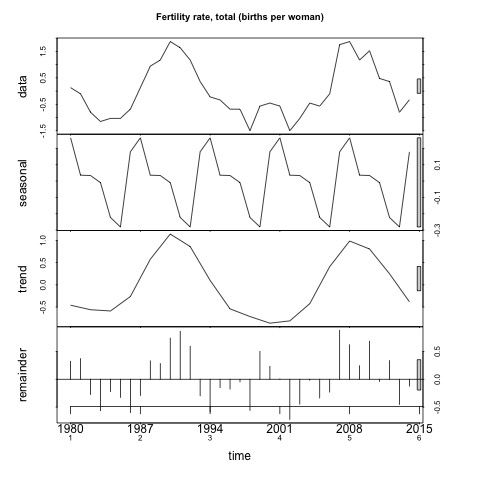 Fertility rate, total (births per woman)
data
-1.5 -0.5 0.5 1.5
seasonal
-0.3 -0.1 0.1
trend
-0.5 0.0 0.5 1.0
remainder
-0.5 0.0 0.5
1980 1987 1994 2001 2008 2015
1 2 3 4 5 6
time